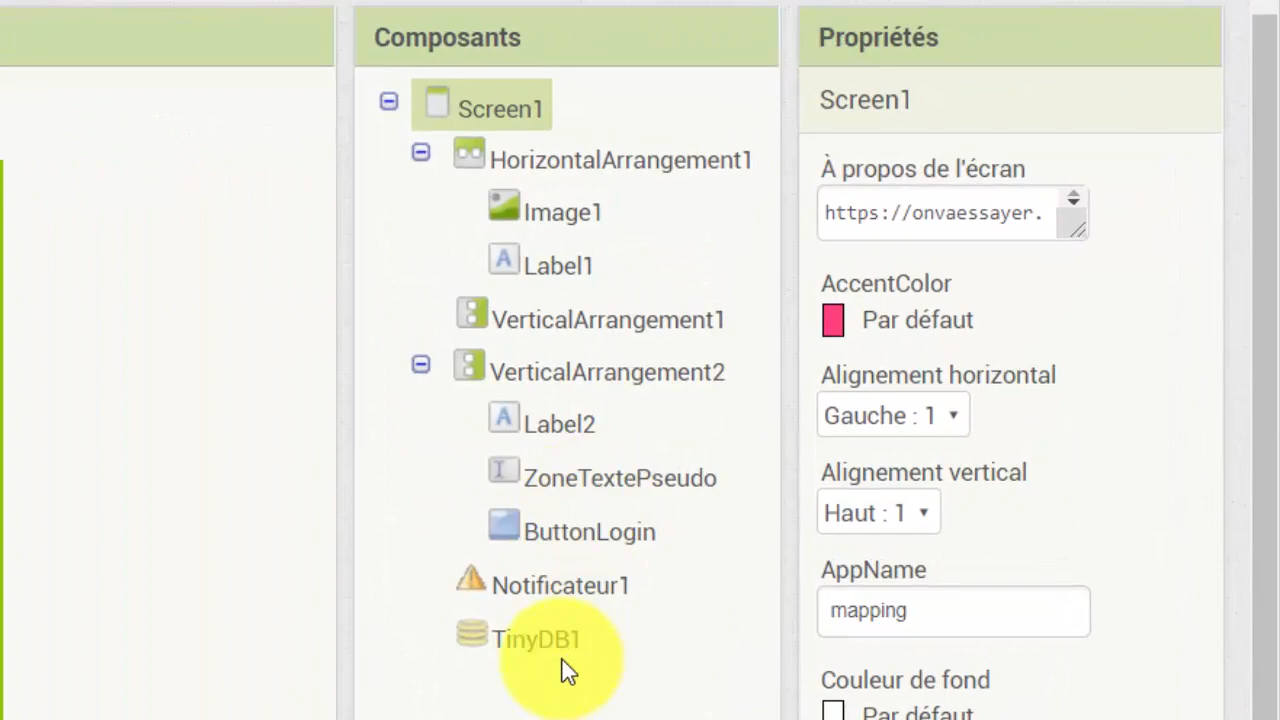 Composants
Screen1
HorizontalArrangement1
Image1
A Label1
VerticalArrangement1
VerticalArrangement2
A Label2
I ZoneTextePseudo
ButtonLogin
Notificateur1
TinyDB1
Propriétés
Screen1
À propos de l'écran
https://onvaessayer.
AccentColor
Par défaut
Alignement horizontal
Gauche : 1
Alignement vertical
Haut : 1
AppName
mapping
Couleur de fond
Par défaut